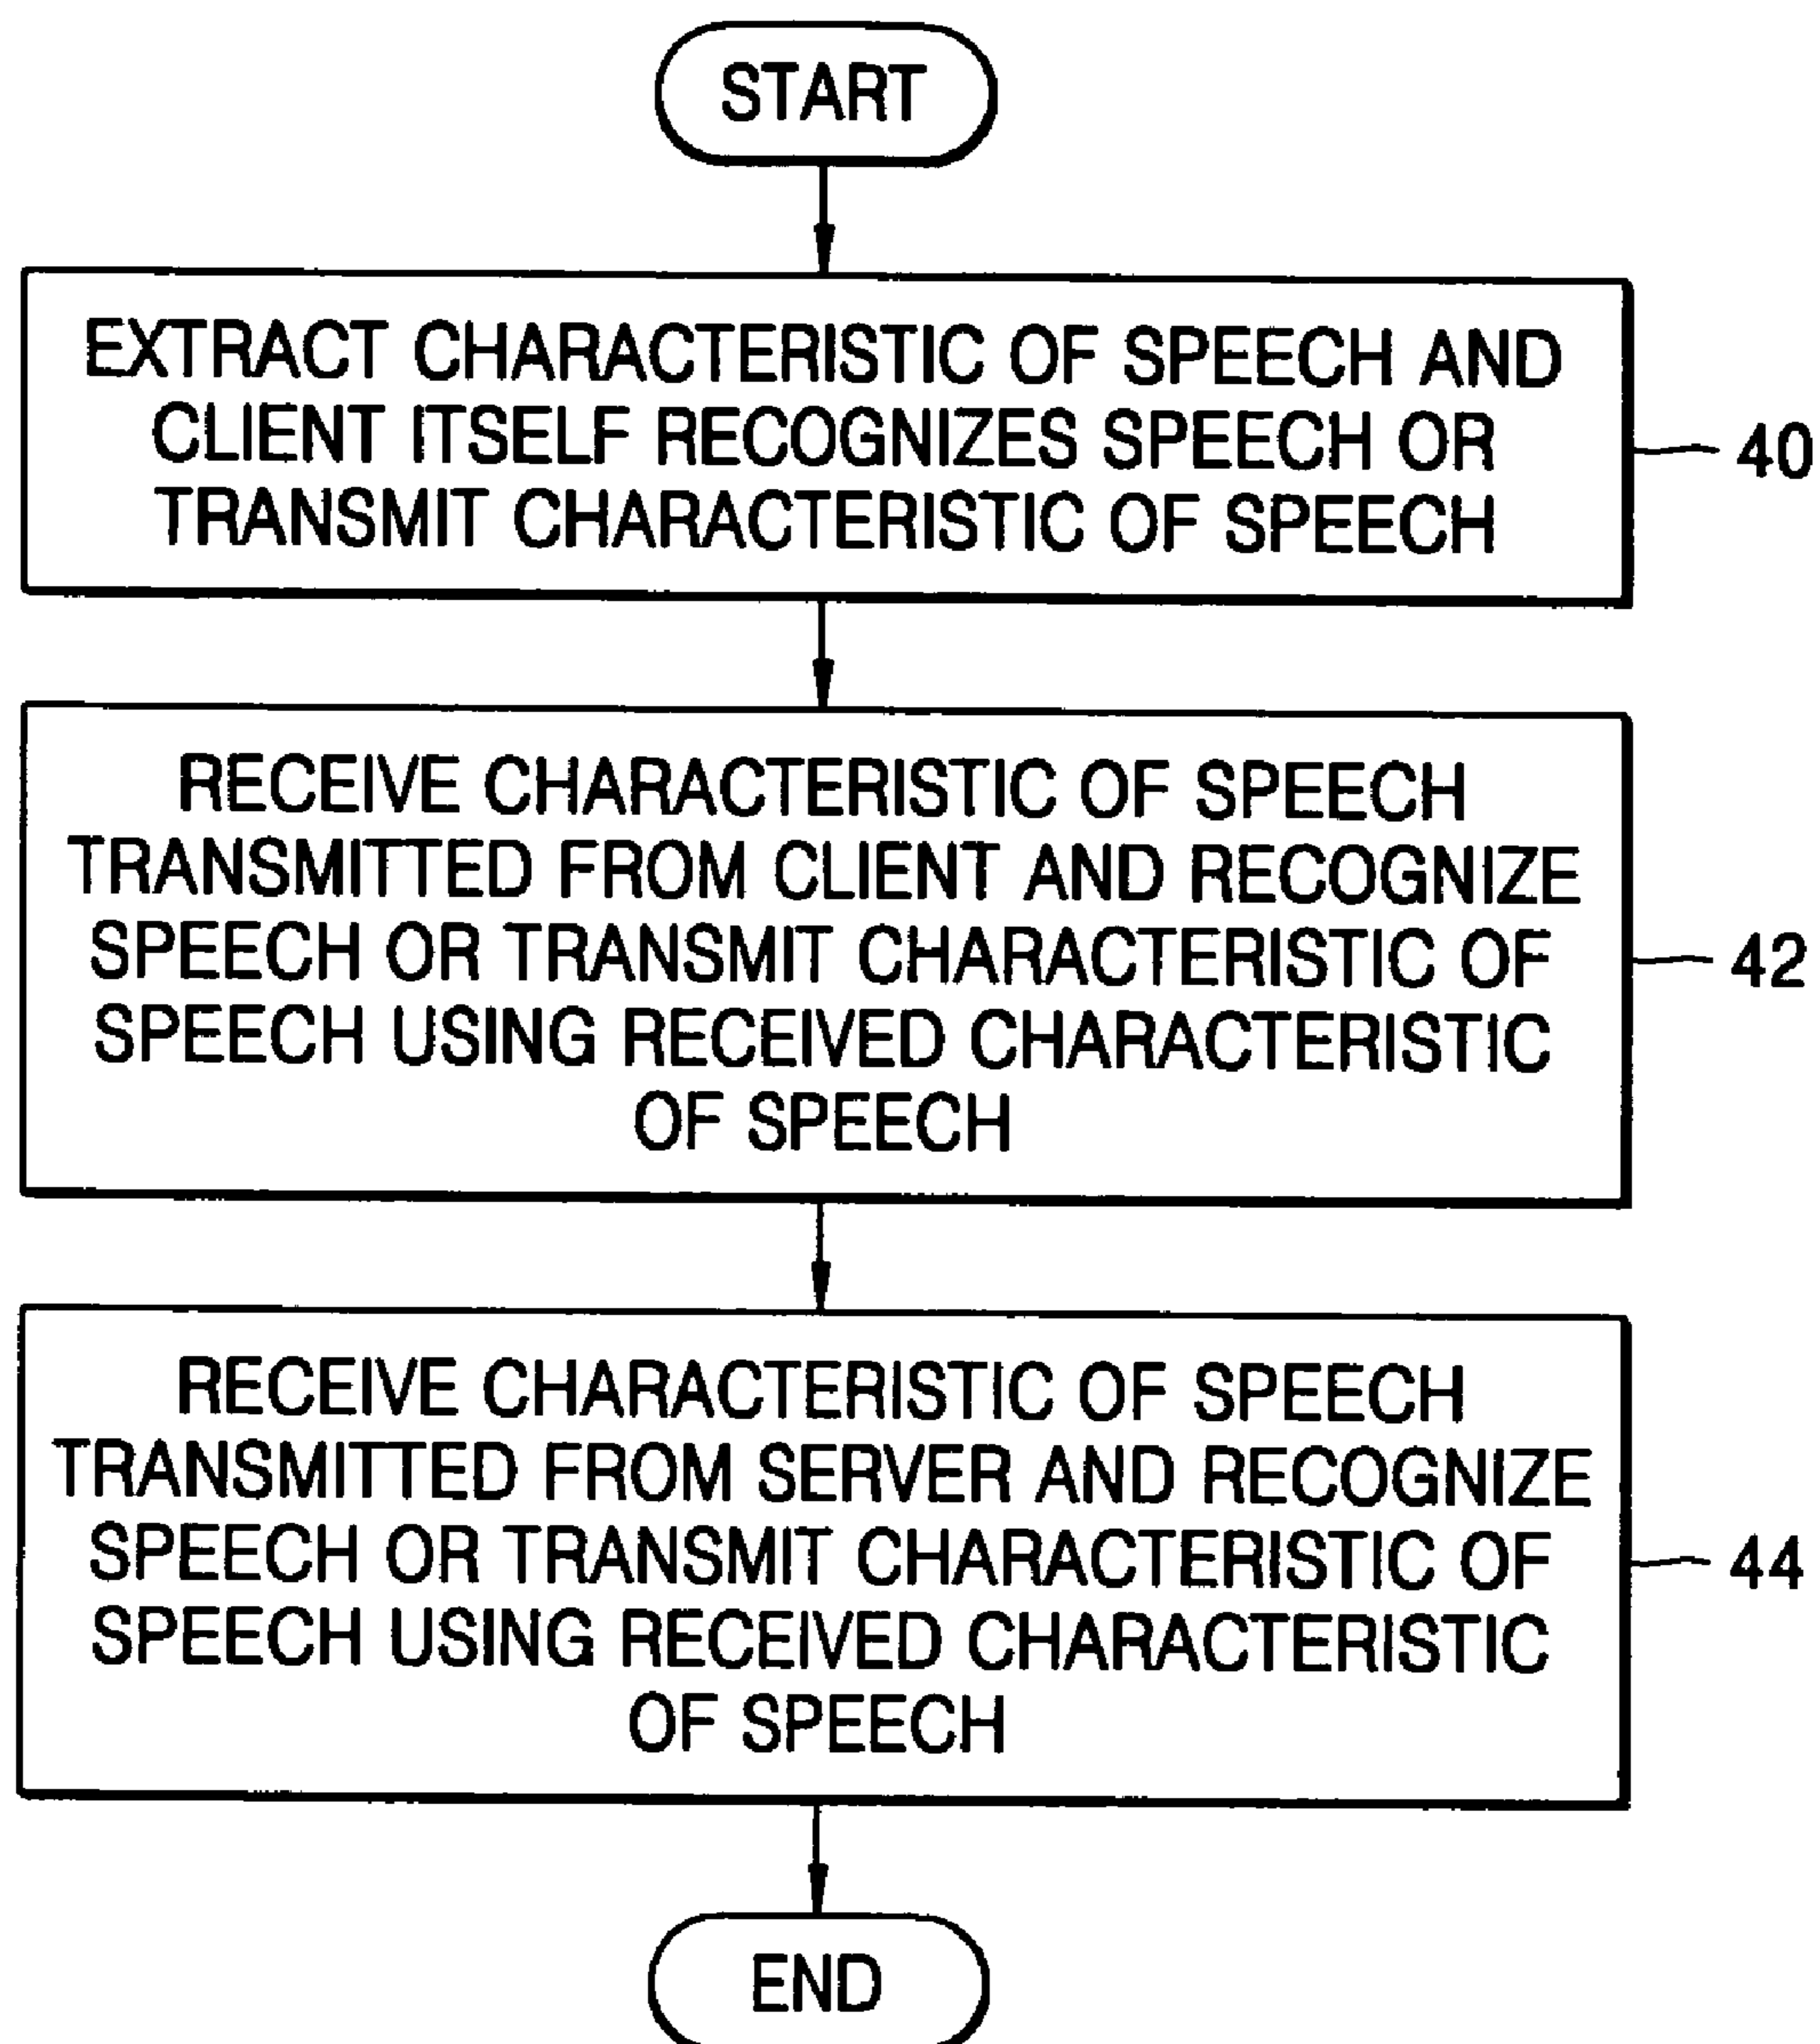 START
EXTRACT CHARACTERISTIC OF SPEECH AND
CLIENT ITSELF RECOGNIZES SPEECH OR
TRANSMIT CHARACTERISTIC OF SPEECH
40
RECEIVE CHARACTERISTIC OF SPEECH
TRANSMITTED FROM CLIENT AND RECOGNIZE
SPEECH OR TRANSMIT CHARACTERISTIC OF
SPEECH USING RECEIVED CHARACTERISTIC
OF SPEECH
42
RECEIVE CHARACTERISTIC OF SPEECH
TRANSMITTED FROM SERVER AND RECOGNIZE
SPEECH OR TRANSMIT CHARACTERISTIC OF
SPEECH USING RECEIVED CHARACTERISTIC
OF SPEECH
44
END